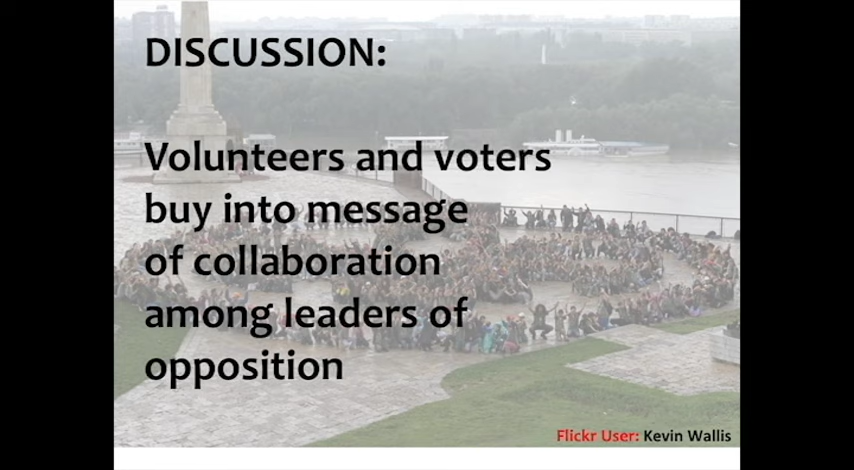 DISCUSSION:
Volunteers and voters
buy into message
of collaboration
among leaders of
opposition
Flickr User: Kevin Wallis